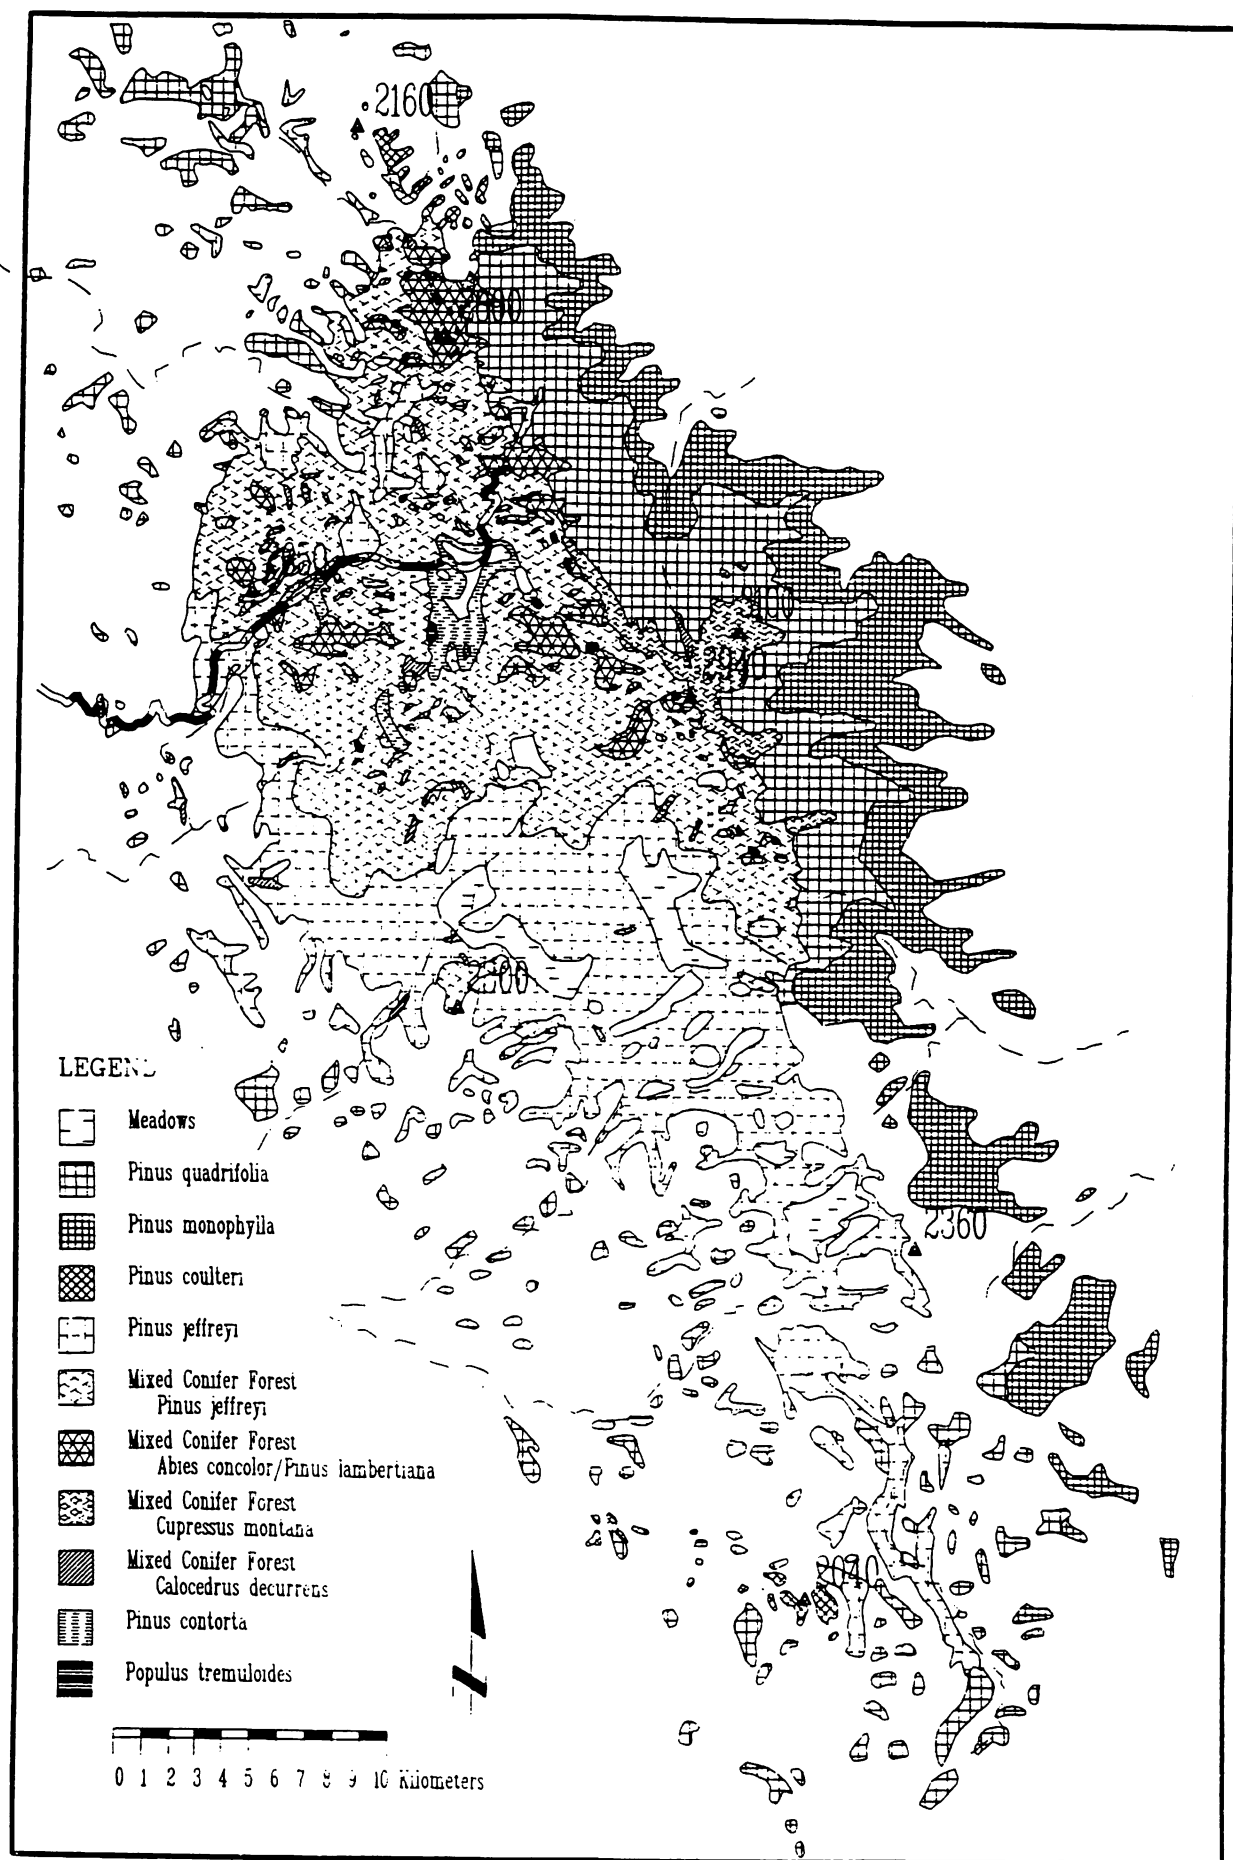 2160
2360
2040
LEGEND
Meadows
Pinus quadrifolia
Pinus monophylla
Pinus coulteri
Pinus jeffreyi
Mixed Conifer Forest
Pinus jeffreyi
Mixed Conifer Forest
Abies concolor/Pinus lambertiana
Mixed Conifer Forest
Cupressus montana
Mixed Conifer Forest
Calocedrus decurrens
Pinus contorta
Populus tremuloides
0 1 2 3 4 5 6 7 8 9 10 Kilometers